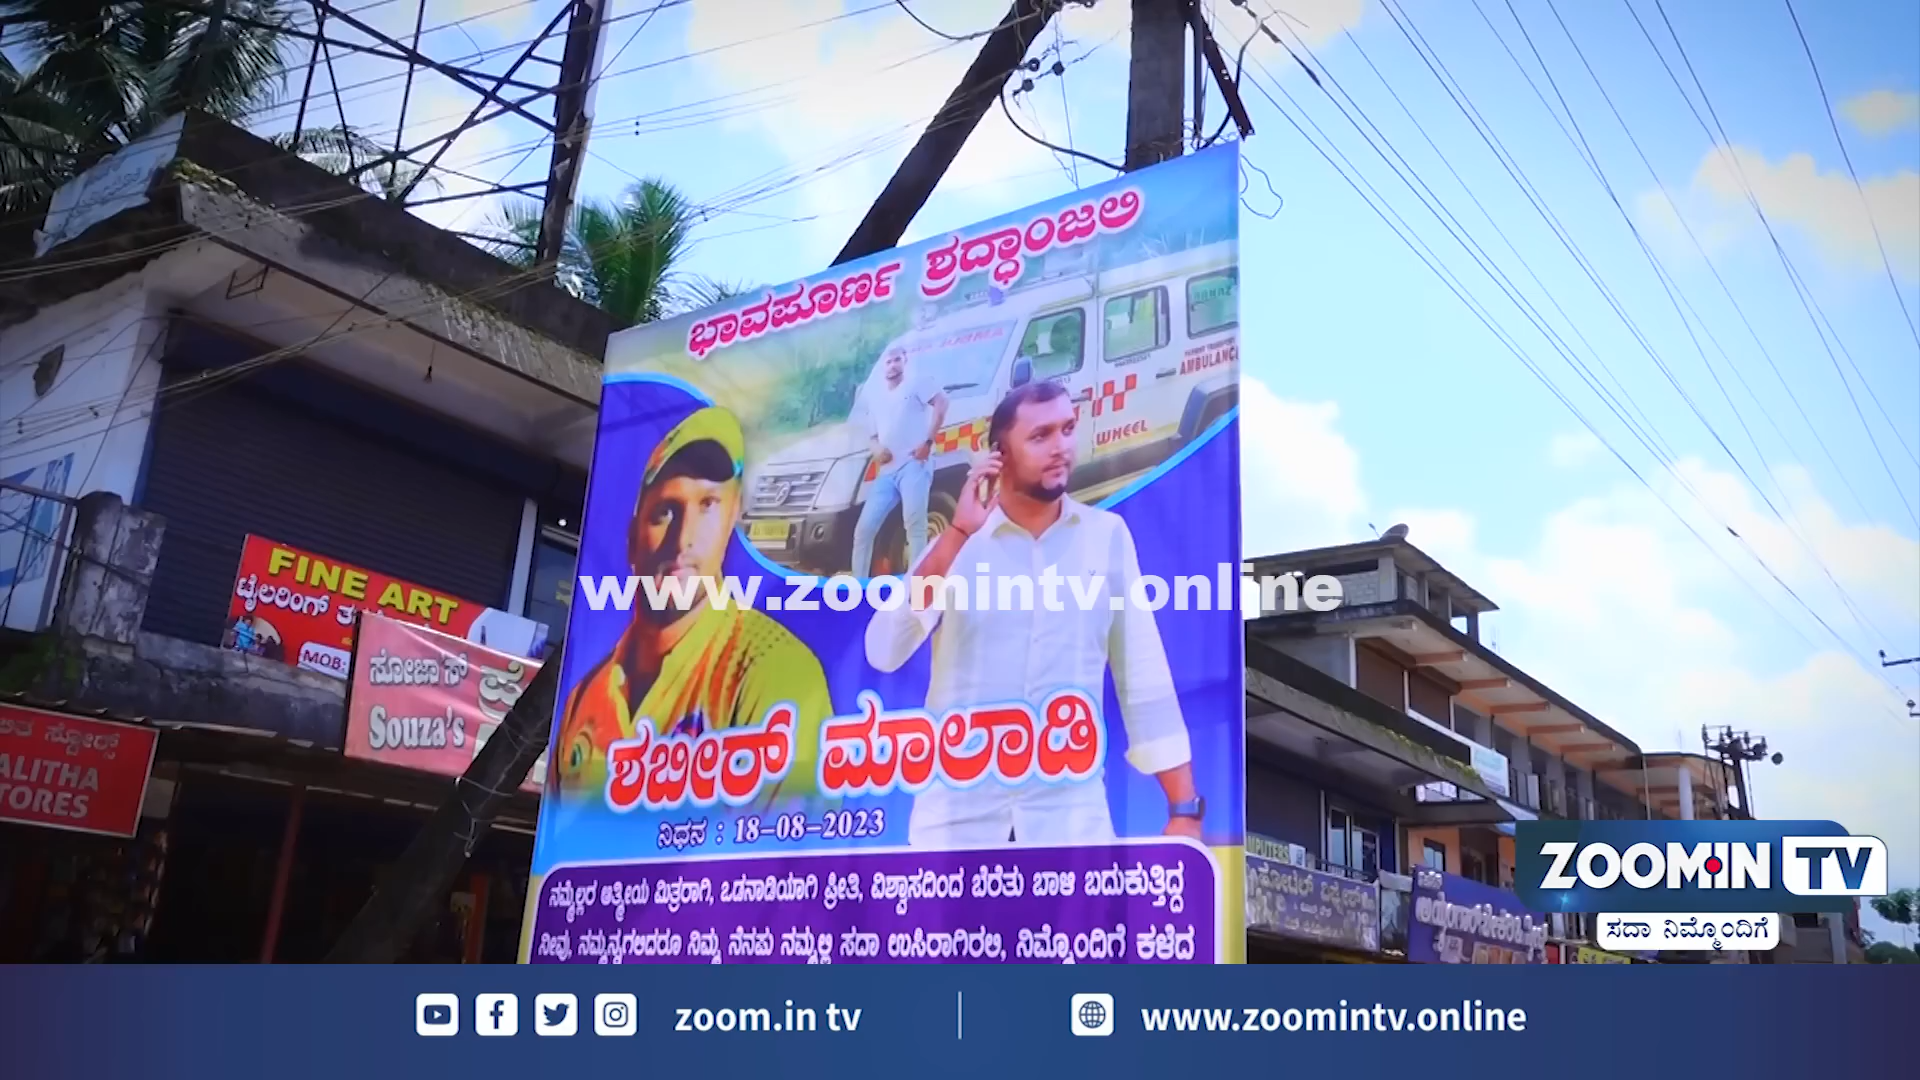 ಭಾವಪೂರ್ಣ ಶ್ರದ್ಧಾಂಜಲಿ
AMBULANC
WHEEL
www.zoomintv.online
FINE ART
ಟೈಲರಿಂಗ್
MOB:
ಸೋಜಾಸ್
Souza's
ALITHA
TORES
ಶಬೀರ್ ಮಾಲಾಡಿ
ನಿಧನ : 18-08-2023
ನಮ್ಮೆಲ್ಲರ ಆತ್ಮೀಯ ಮಿತ್ರರಾಗಿ, ಒಡನಾಡಿಯಾಗಿ ಪ್ರೀತಿ, ವಿಶ್ವಾಸದಿಂದ ಬೆರೆತು ಬಾಳಿ ಬದುಕುತ್ತಿದ್ದ
ನೀವು, ನಮ್ಮನ್ನಗಲಿದರೂ ನಿಮ್ಮ ನೆನಪು ನಮ್ಮಲ್ಲಿ ಸದಾ ಉಸಿರಾಗಿರಲಿ, ನಿಮ್ಮೊಂದಿಗೆ ಕಳೆದ
ZOOMIN TV
ಸದಾ ನಿಮ್ಮೊಂದಿಗೆ
zoom.in tv
www.zoomintv.online